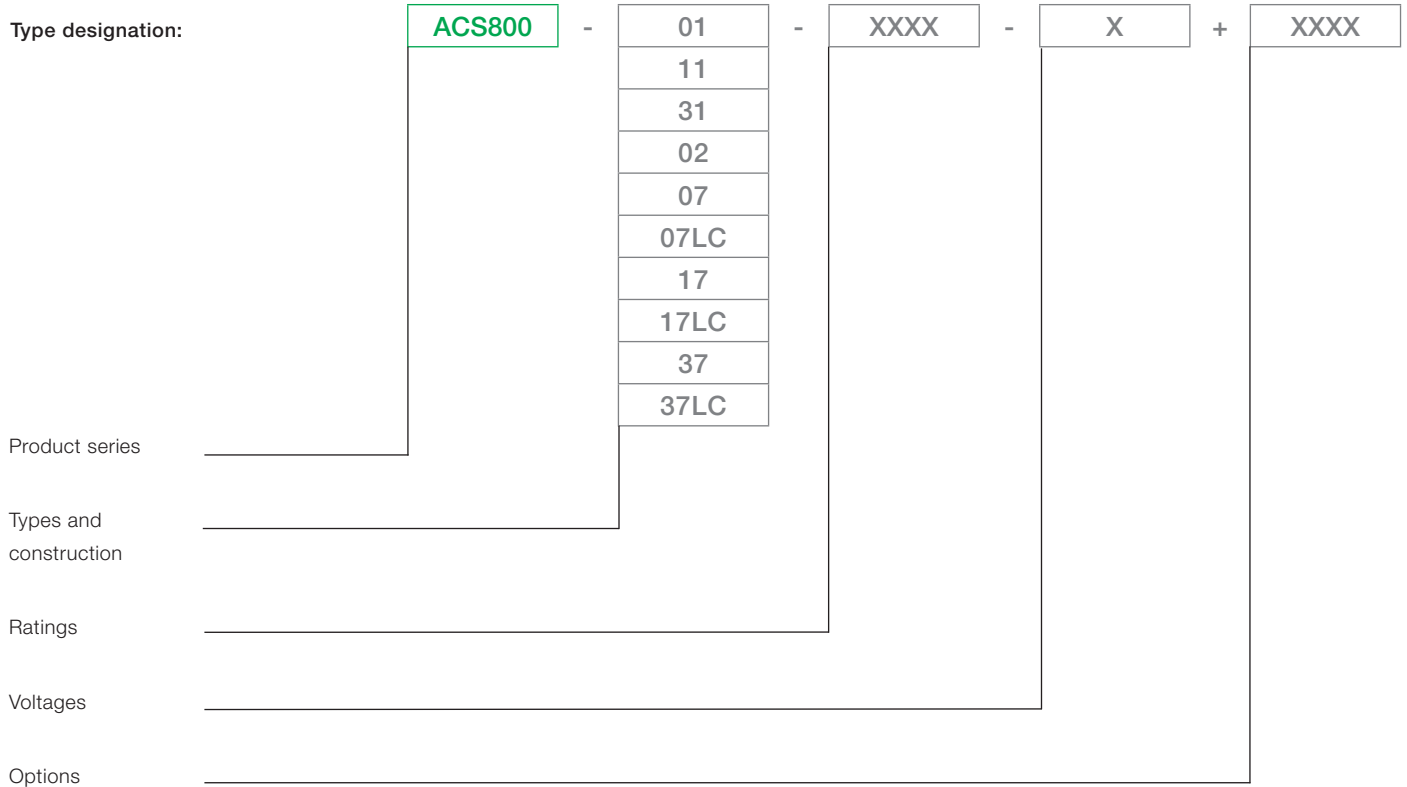 Type designation: ACS800 - 01 - XXXX - X + XXXX
11
31
02
07
07LC
17
17LC
37
37LC
Product series
Types and
construction
Ratings
Voltages
Options